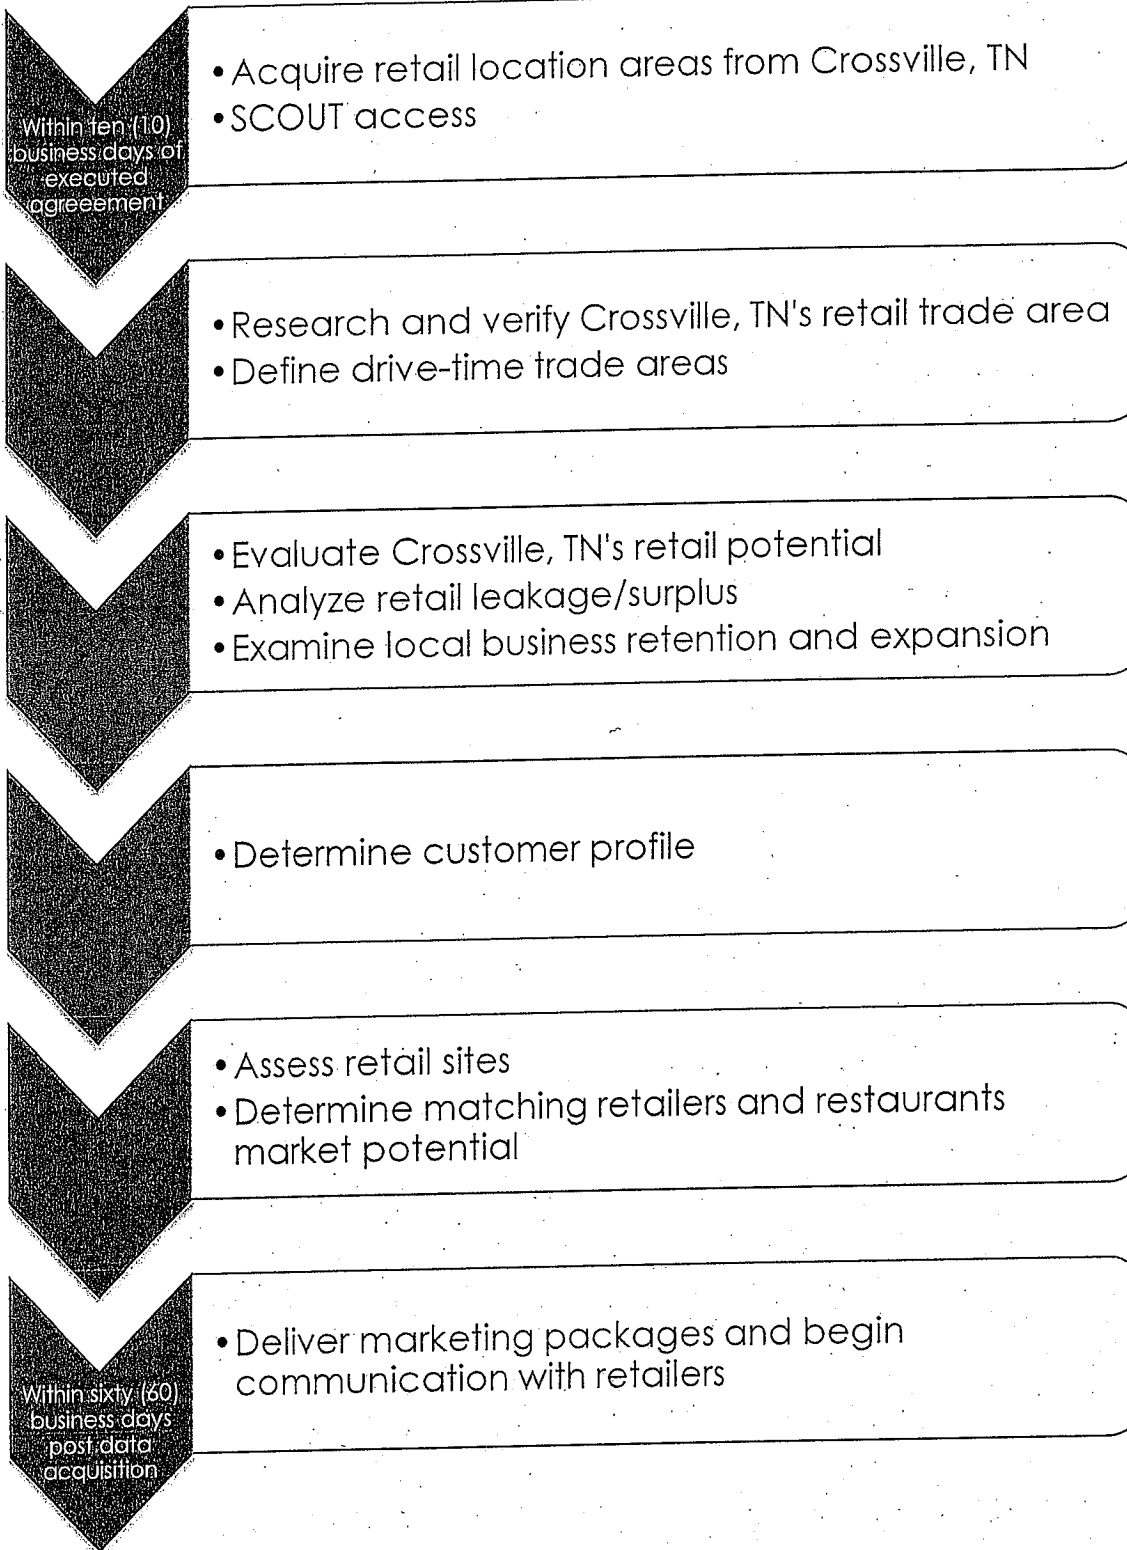 Within ten (10)
business days of
executed
agreeement
• Acquire retail location areas from Crossville, TN
• SCOUT access
• Research and verify Crossville, TN's retail trade area
• Define drive-time trade areas
• Evaluate Crossville, TN's retail potential
• Analyze retail leakage/surplus
• Examine local business retention and expansion
• Determine customer profile
• Assess retail sites
• Determine matching retailers and restaurants
market potential
Within sixty (60)
business days
post data
acquisition
• Deliver marketing packages and begin
communication with retailers